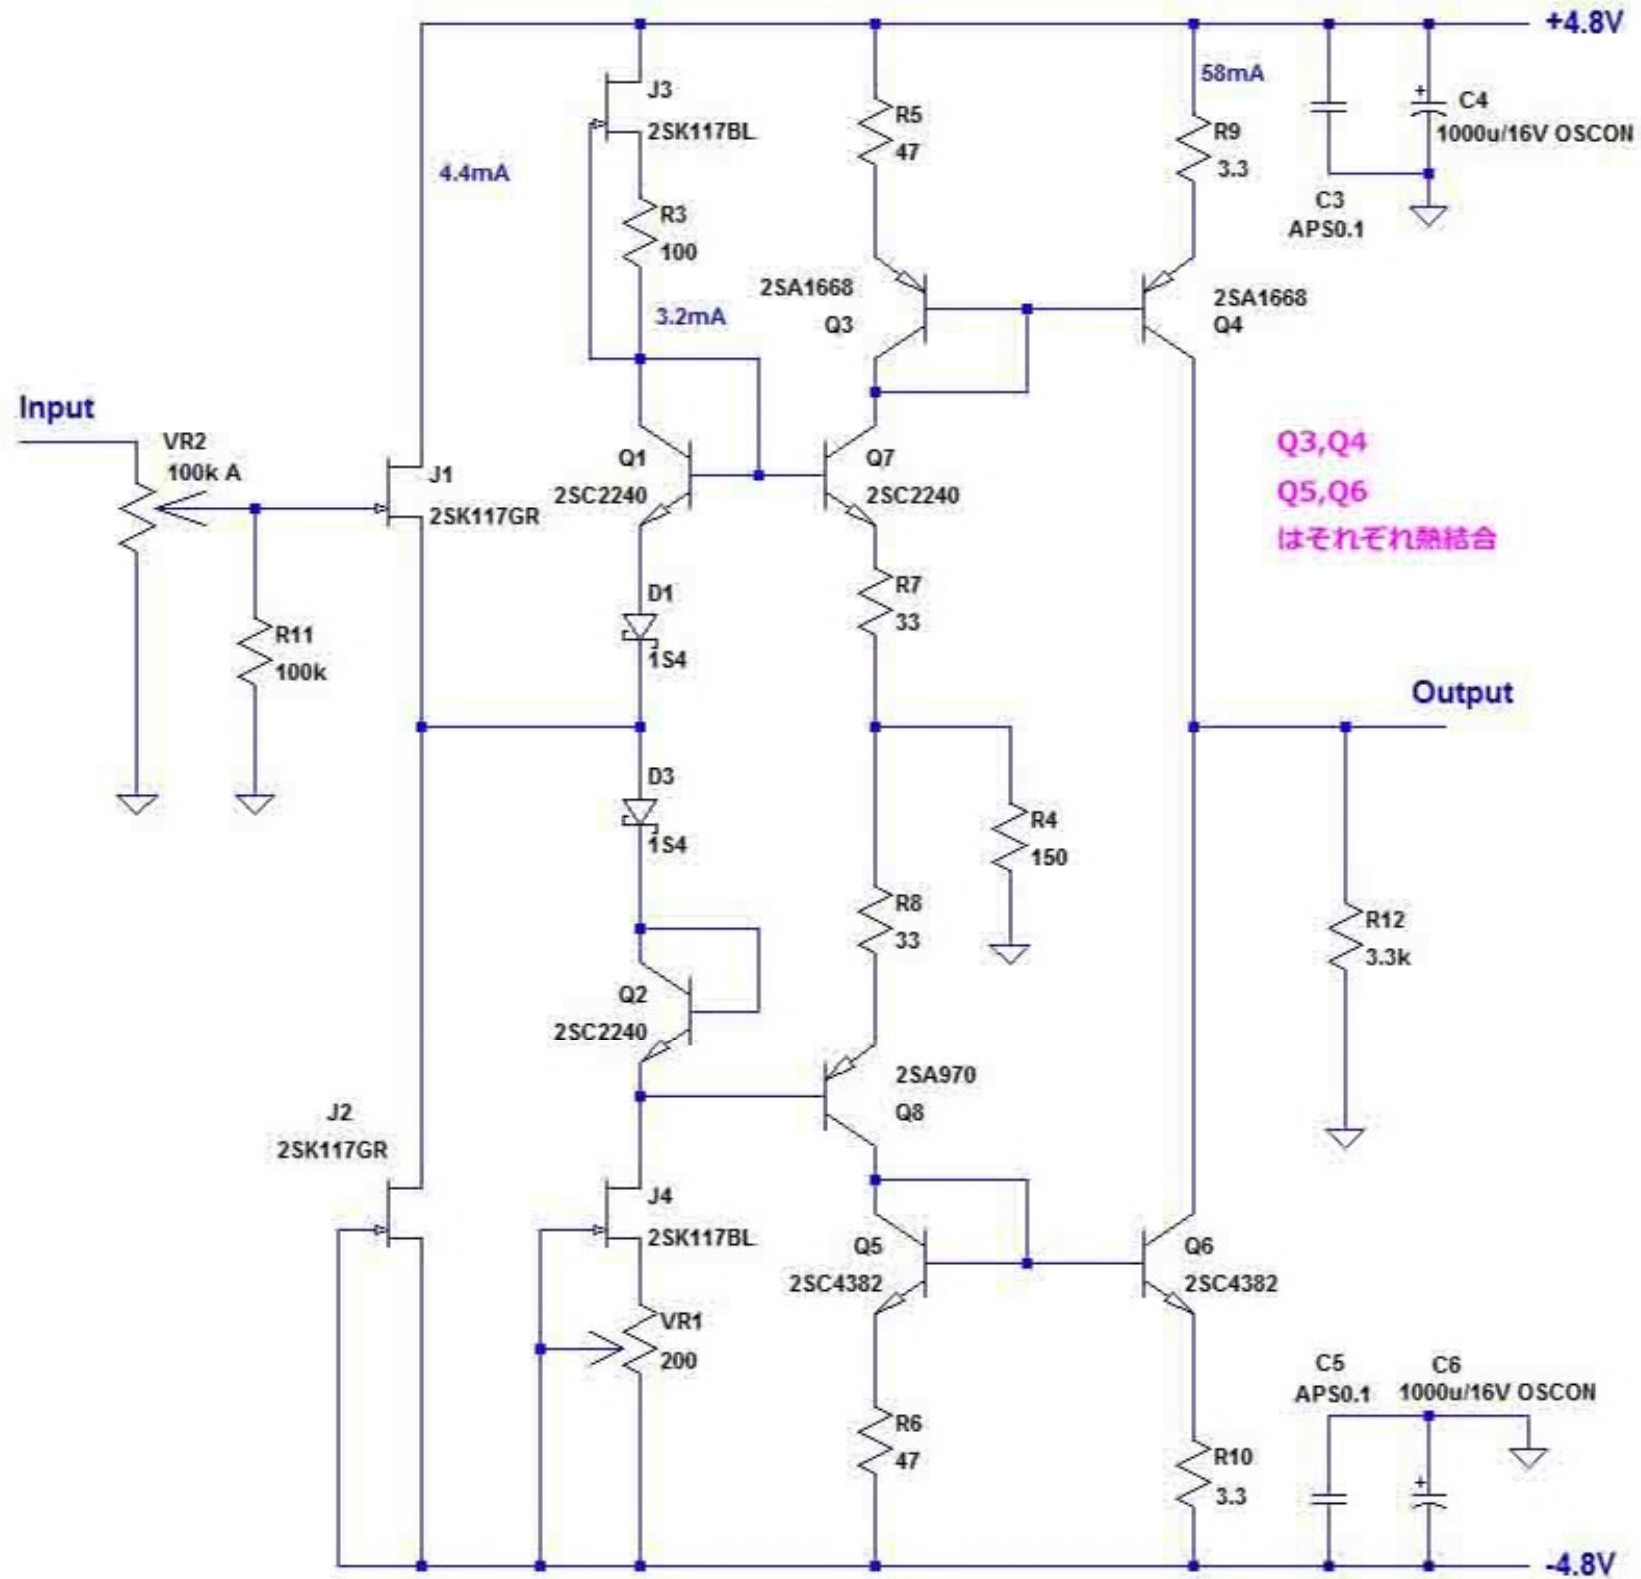 +4.8V
58mA
J3
2SK117BL
4.4mA
R5
47
R9
3.3
C4
+
1000u/16V OSCON
C3
APS0.1
R3
100
3.2mA
2SA1668
Q3
2SA1668
Q4
Input
VR2
100k A
J1
2SK117GR
Q1
2SC2240
Q7
2SC2240
Q3,Q4
Q5,Q6
はそれぞれ熱結合
D1
1S4
R7
33
R11
100k
Output
D3
1S4
R4
150
R8
33
R12
3.3k
Q2
2SC2240
2SA970
Q8
J2
2SK117GR
J4
2SK117BL
Q5
2SC4382
Q6
2SC4382
VR1
200
R6
47
R10
3.3
C5
APS0.1
C6
1000u/16V OSCON
+
-4.8V